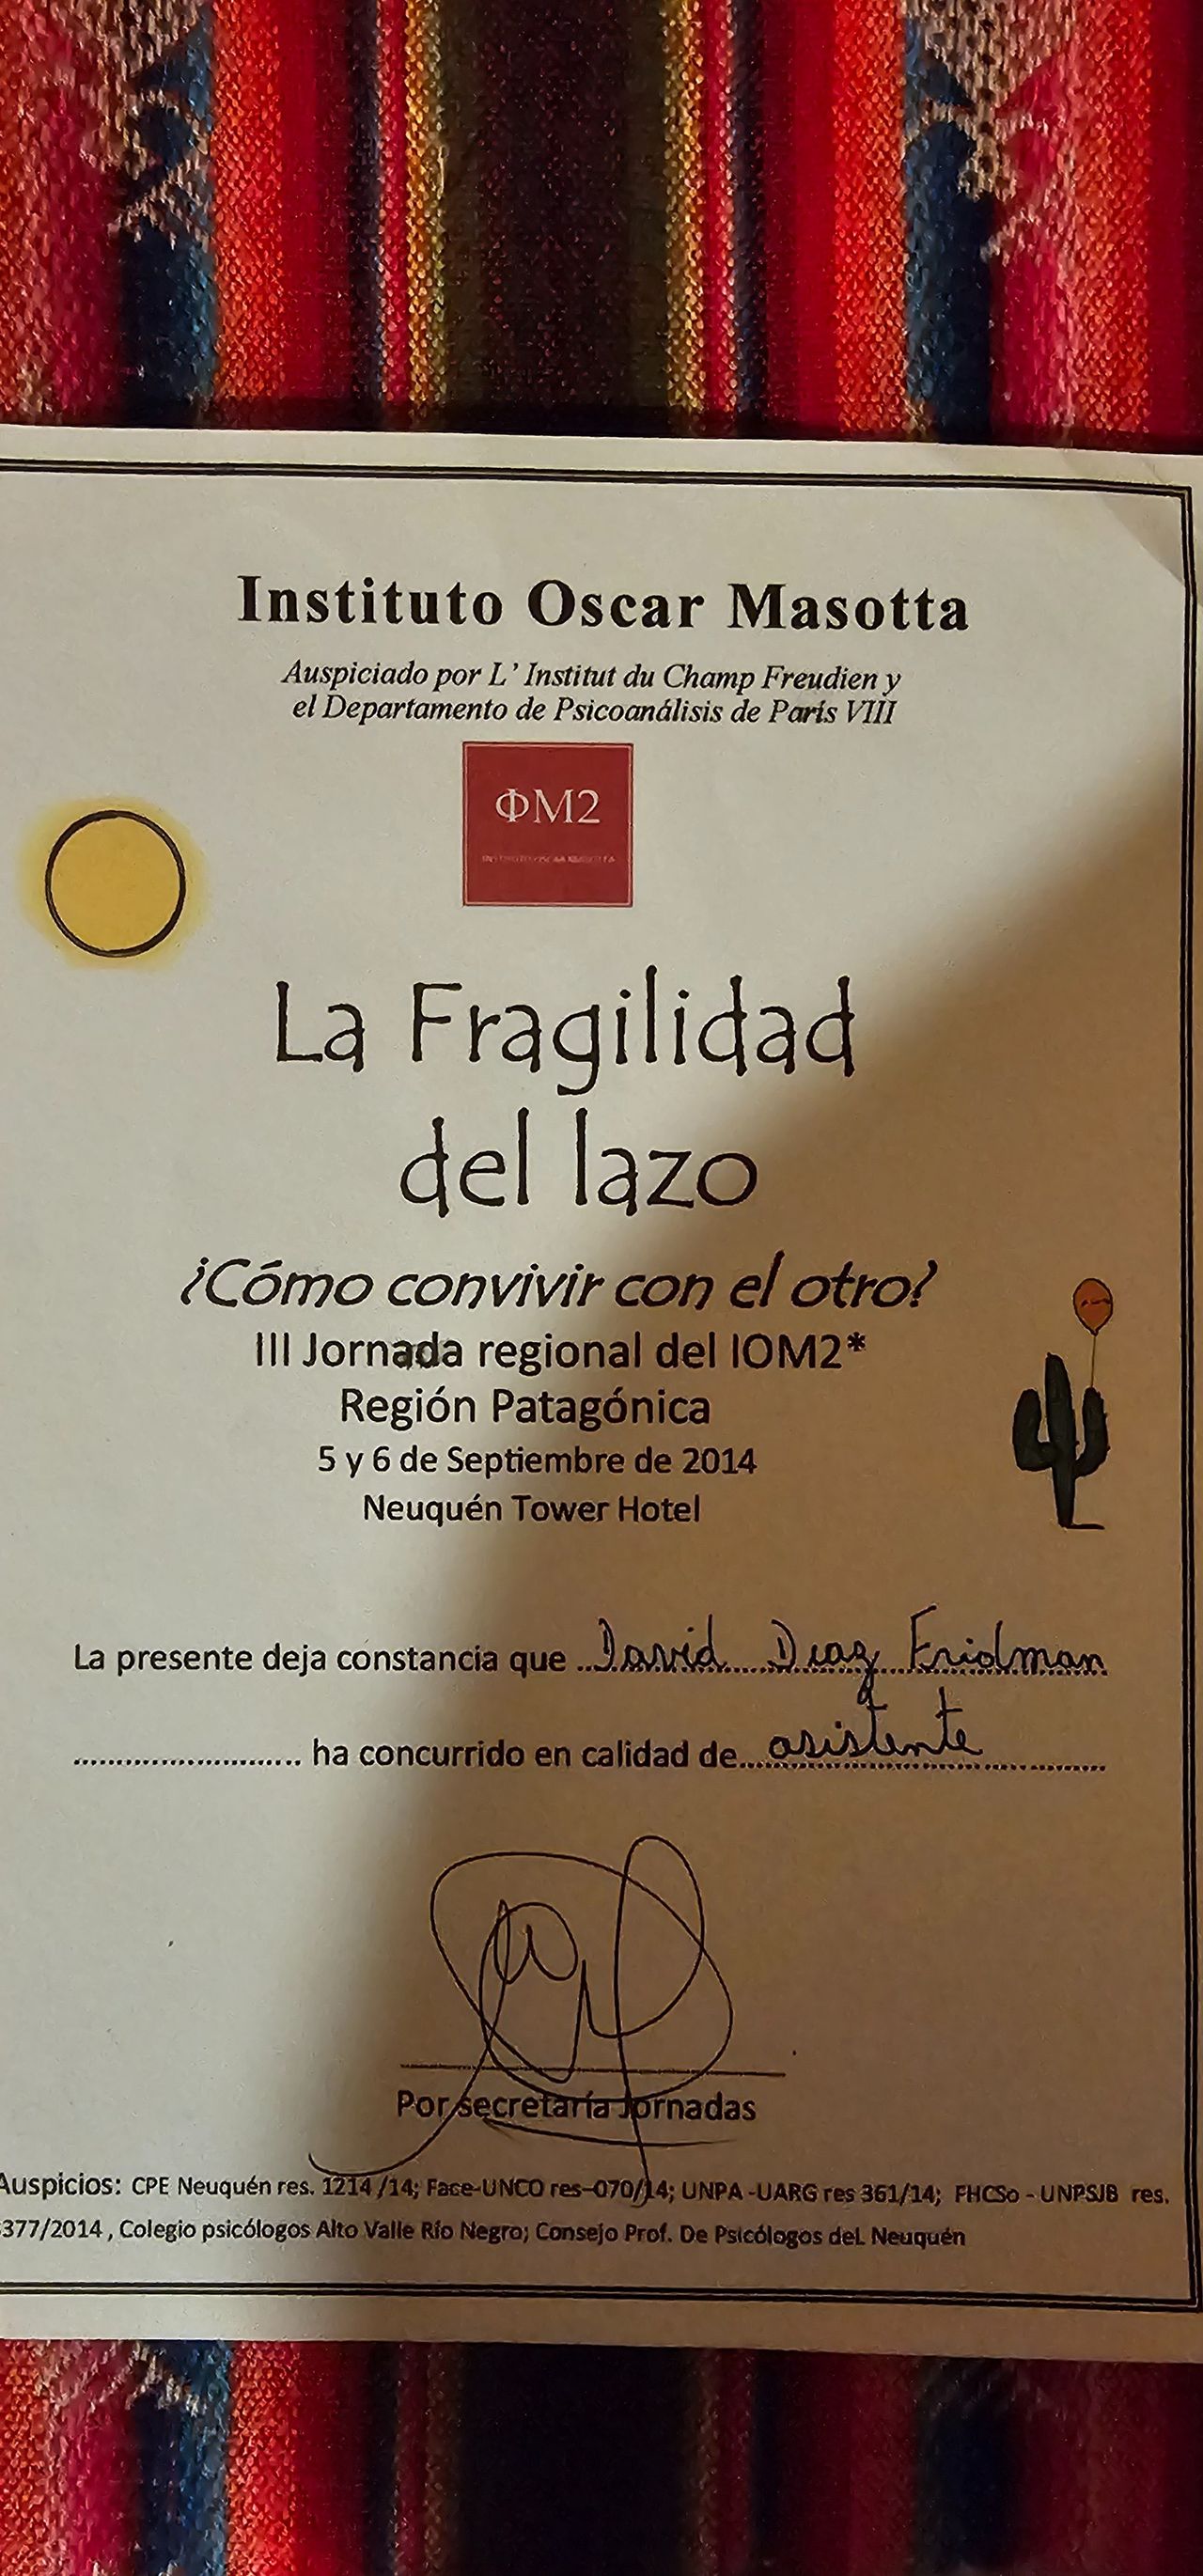 Instituto Oscar Masotta
Auspiciado por L' Institut du Champ Freudien y
el Departamento de Psicoanálisis de París VIII
ΦM2
INSTITUTO OSCAR MASOTTA
La Fragilidad
del lazo
¿Cómo convivir con el otro?
III Jornada regional del IOM2*
Región Patagónica
5 y 6 de Septiembre de 2014
Neuquén Tower Hotel
La presente deja constancia que David Diaz Fridman
ha concurrido en calidad de asistente
Por secretaría Jornadas
Auspicios: CPE Neuquén res. 1214/14; Face-UNCO res-070/14; UNPA -UARG res 361/14; FHCSo - UNPSJB res.
377/2014 , Colegio psicólogos Alto Valle Río Negro; Consejo Prof. De Psicólogos deL Neuquén